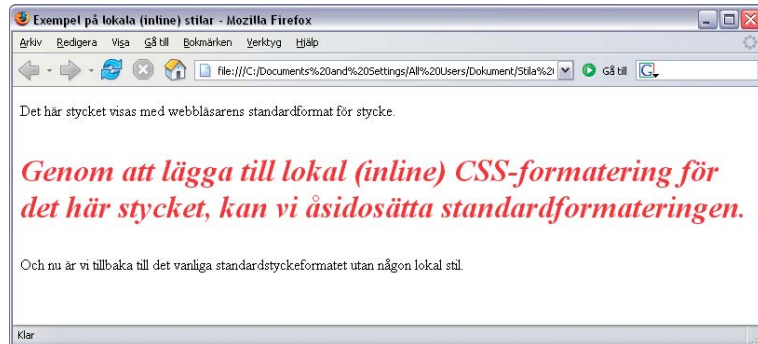 Exempel på lokala (inline) stilar - Mozilla Firefox
Arkiv Redigera Visa Gå till Bokmärken Verktyg Hjälp
file:///C:/Documents%20and%20Settings/All%20Users/Dokument/Stila%2 Gå till
Det här stycket visas med webbläsarens standardformat för stycke.
Genom att lägga till lokal (inline) CSS-formatering för
det här stycket, kan vi åsidosätta standardformateringen.
Och nu är vi tillbaka till det vanliga standardstyckeformatet utan någon lokal stil.
Klar